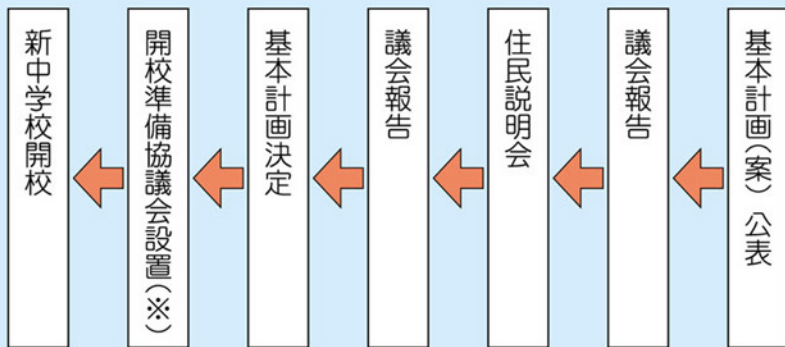 基本計画（案）公表
議会報告
住民説明会
議会報告
基本計画決定
開校準備協議会設置（※）
新中学校開校